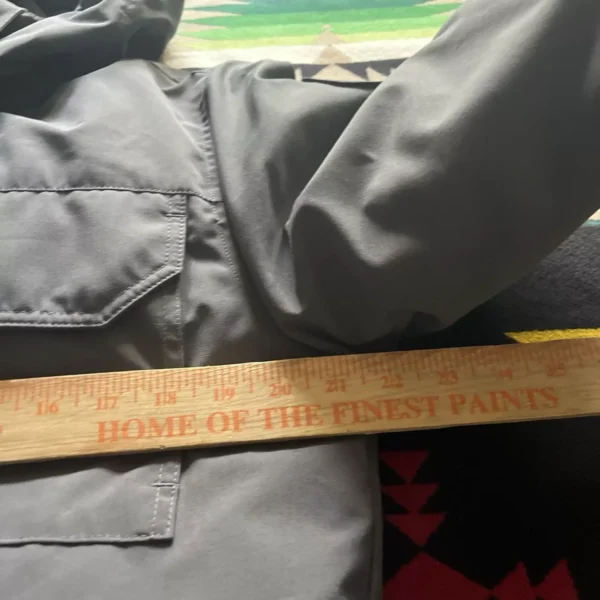 16 17 18 19 20 21 22 23 24 25
HOME OF THE FINEST PAINTS